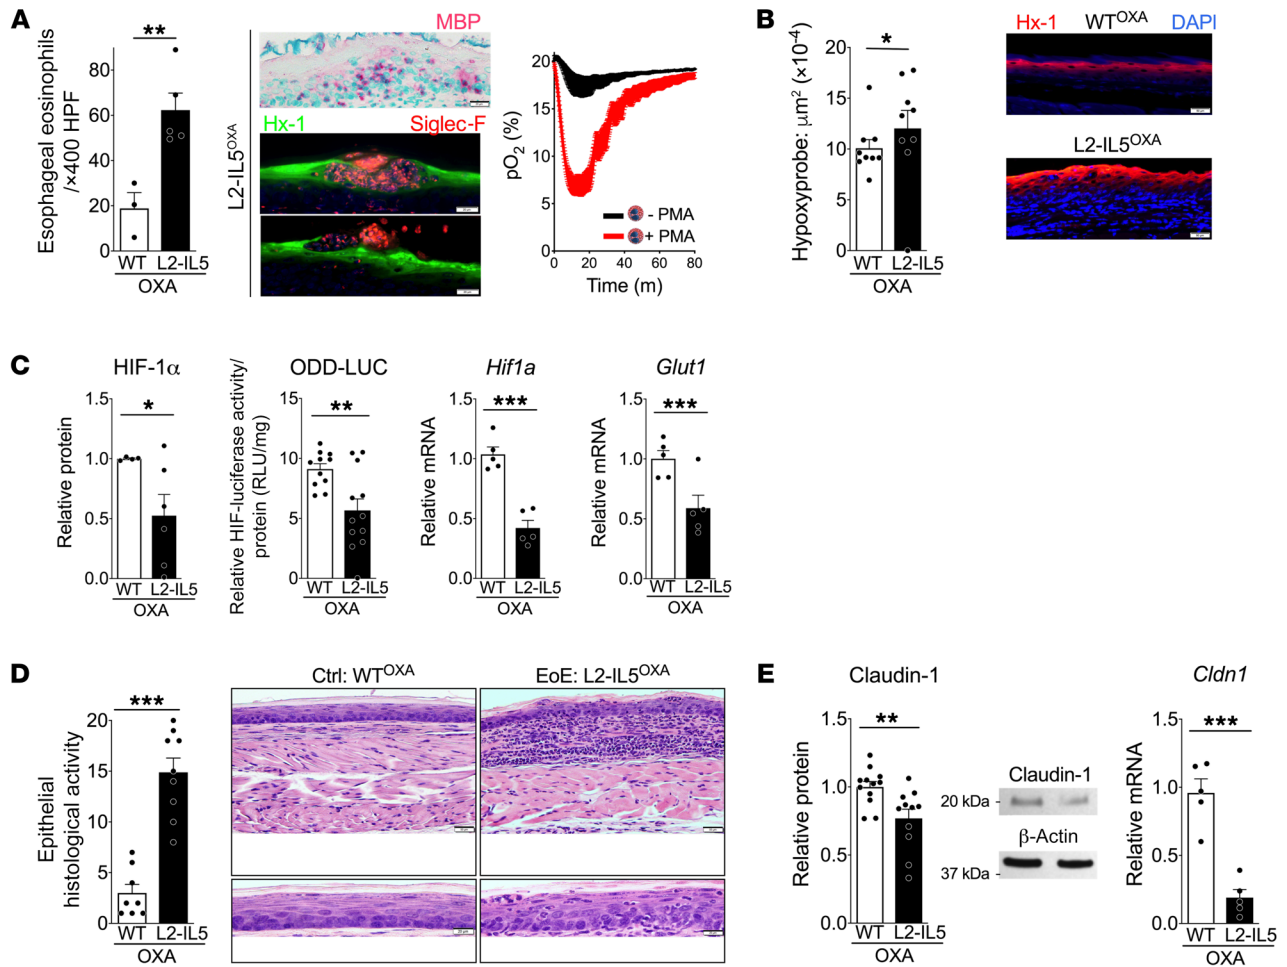 A
Esophageal eosinophils
/×400 HPF
80
60
40
20
0
**
WT L2-IL5
OXA
L2-IL5OXA
MBP
Hx-1 Siglec-F
pO2 (%)
20
15
10
5
0
- PMA
+ PMA
0 20 40 60 80
Time (m)
B
Hypoxyprobe: μm2 (×10-4)
20
15
10
5
0
*
WT L2-IL5
OXA
Hx-1 WTOXA DAPI
L2-IL5OXA
C
HIF-1α
Relative protein
1.5
1.0
0.5
0.0
*
WT L2-IL5
OXA
ODD-LUC
Relative HIF-luciferase activity/
protein (RLU/mg)
15
10
5
0
**
WT L2-IL5
OXA
Hif1a
Relative mRNA
1.5
1.0
0.5
0.0
***
WT L2-IL5
OXA
Glut1
Relative mRNA
1.5
1.0
0.5
0.0
***
WT L2-IL5
OXA
D
Epithelial
histological activity
20
15
10
5
0
***
WT L2-IL5
OXA
Ctrl: WTOXA
EoE: L2-IL5OXA
E
Claudin-1
Relative protein
1.5
1.0
0.5
0.0
**
WT L2-IL5
OXA
Claudin-1
20 kDa -
β-Actin
37 kDa -
Cldn1
Relative mRNA
1.5
1.0
0.5
0.0
***
WT L2-IL5
OXA